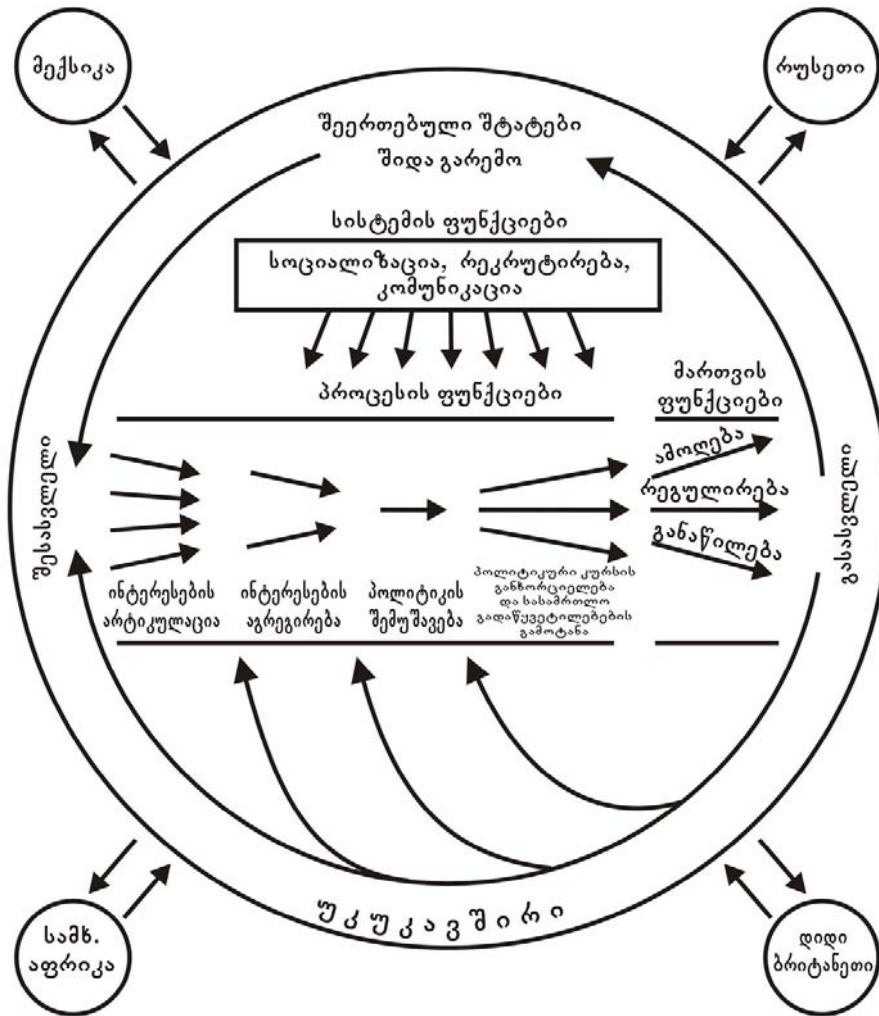 მექსიკა
რუსეთი
შეერთებული შტატები
შიდა გარემო
სისტემის ფუნქციები
სოციალიზაცია, რეკრუტირება,
კომუნიკაცია
პროცესის ფუნქციები
მართვის
ფუნქციები
შესასვლელი
ამოღება
რეგულირება
განაწილება
გასასვლელი
ინტერესების
არტიკულაცია
ინტერესების
აგრეგირება
პოლიტიკის
შემუშავება
პოლიტიკური კურსის
განხორციელება
და სასამრთლო
გადაწყვეტილებების
გამოტანა
უკუკავშირი
სამხ.
აფრიკა
დიდი
ბრიტანეთი